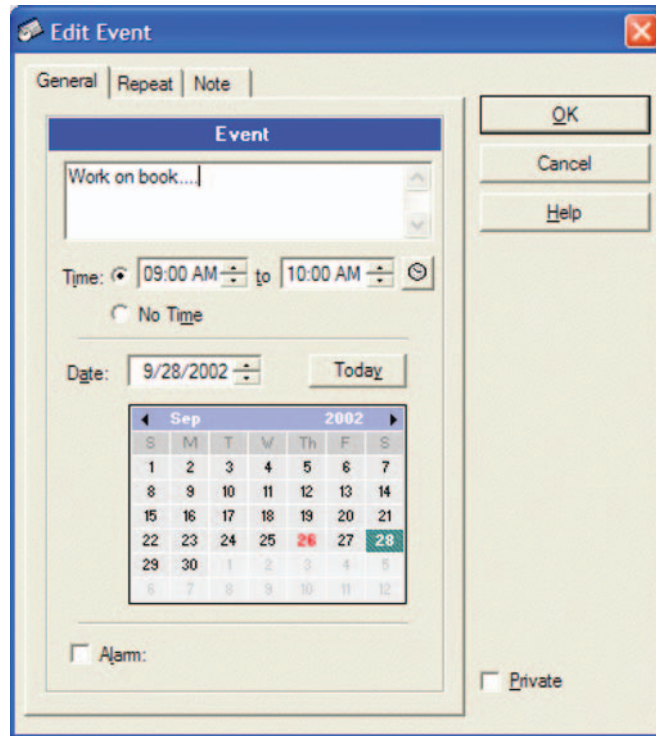 Edit Event
General Repeat Note
Event
Work on book....
OK
Cancel
Help
Time: 09:00 AM to 10:00 AM
No Time
Date: 9/28/2002 Today
Sep 2002
S M T W Th F S
1 2 3 4 5 6 7
8 9 10 11 12 13 14
15 16 17 18 19 20 21
22 23 24 25 26 27 28
29 30 1 2 3 4 5
6 7 8 9 10 11 12
Alarm:
Private